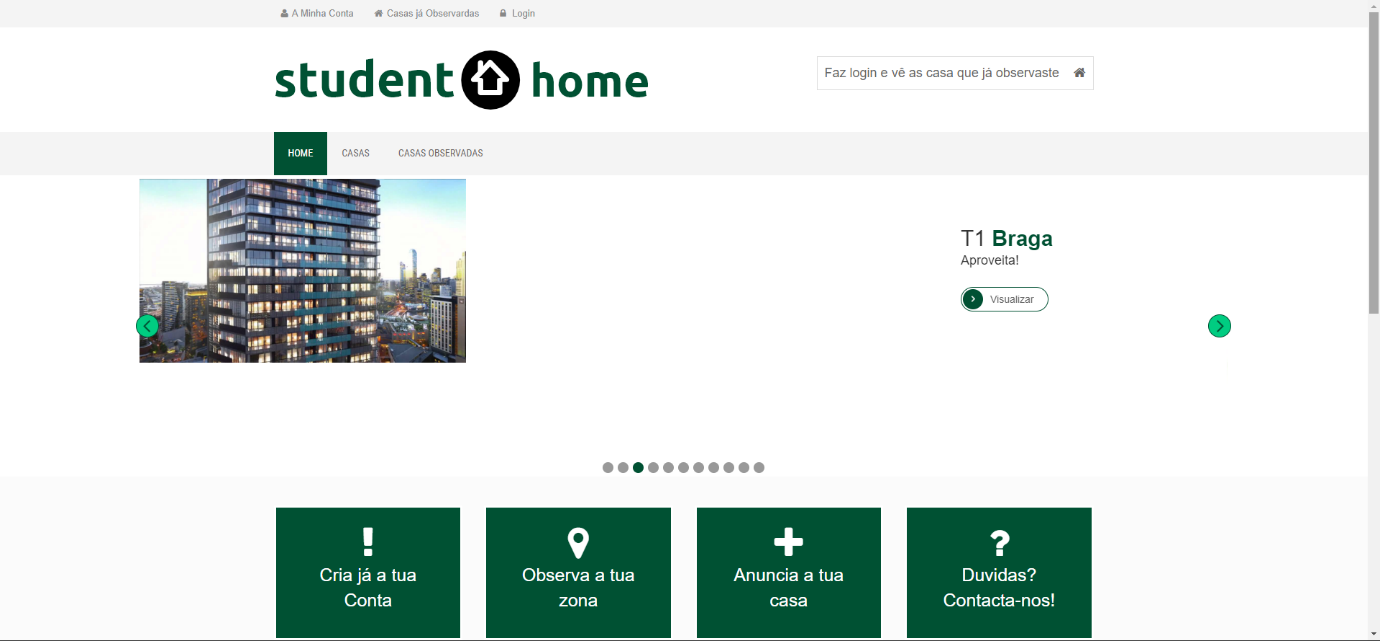 A Minha Conta
Casas já Observardas
Login
student home
Faz login e vê as casa que já observaste
HOME
CASAS
CASAS OBSERVADAS
T1 Braga
Aproveita!
Visualizar
Cria já a tua
Conta
Observa a tua
zona
Anuncia a tua
casa
Duvidas?
Contacta-nos!